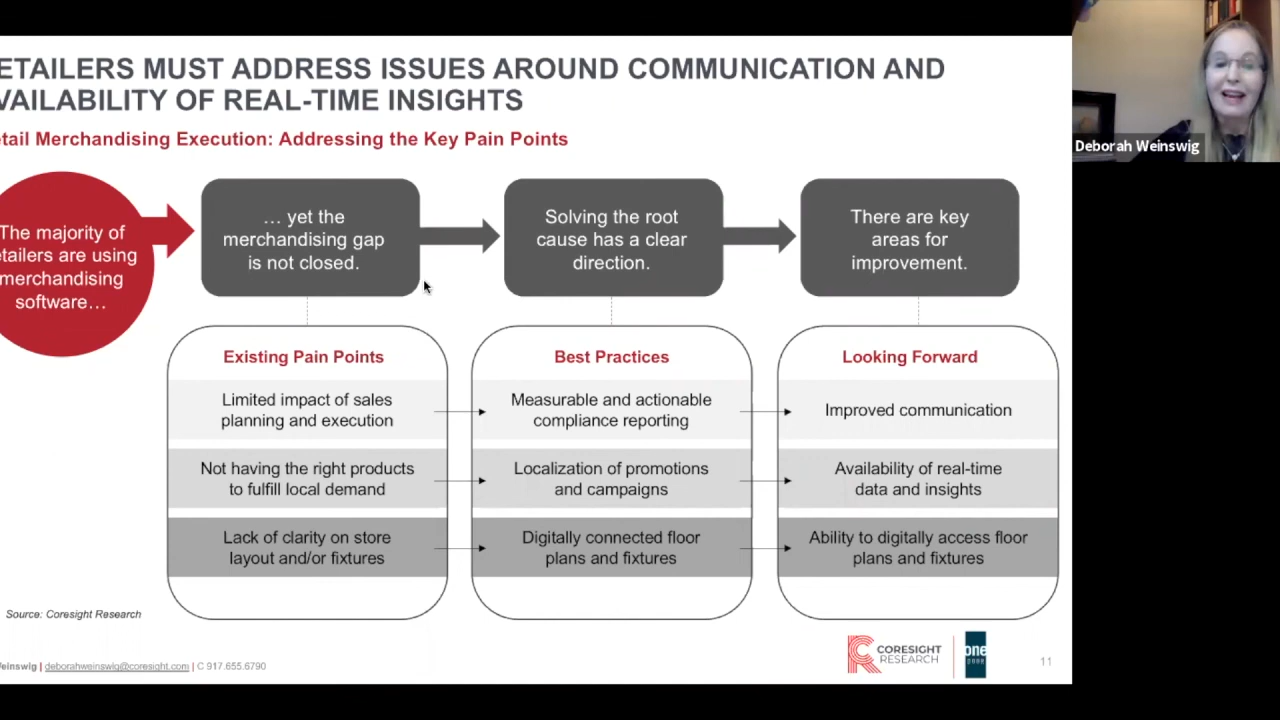 ETAILERS MUST ADDRESS ISSUES AROUND COMMUNICATION AND
VAILABILITY OF REAL-TIME INSIGHTS
etail Merchandising Execution: Addressing the Key Pain Points
The majority of
etailers are using
merchandising
software…
… yet the
merchandising gap
is not closed.
Solving the root
cause has a clear
direction.
There are key
areas for
improvement.
Existing Pain Points
Limited impact of sales
planning and execution
Not having the right products
to fulfill local demand
Lack of clarity on store
layout and/or fixtures
Best Practices
Measurable and actionable
compliance reporting
Localization of promotions
and campaigns
Digitally connected floor
plans and fixtures
Looking Forward
Improved communication
Availability of real-time
data and insights
Ability to digitally access floor
plans and fixtures
Source: Coresight Research
Weinswig | deborahweinswig@coresight.com | C 917.655.6790
CORESIGHT
RESEARCH
one
door
11
Deborah Weinswig